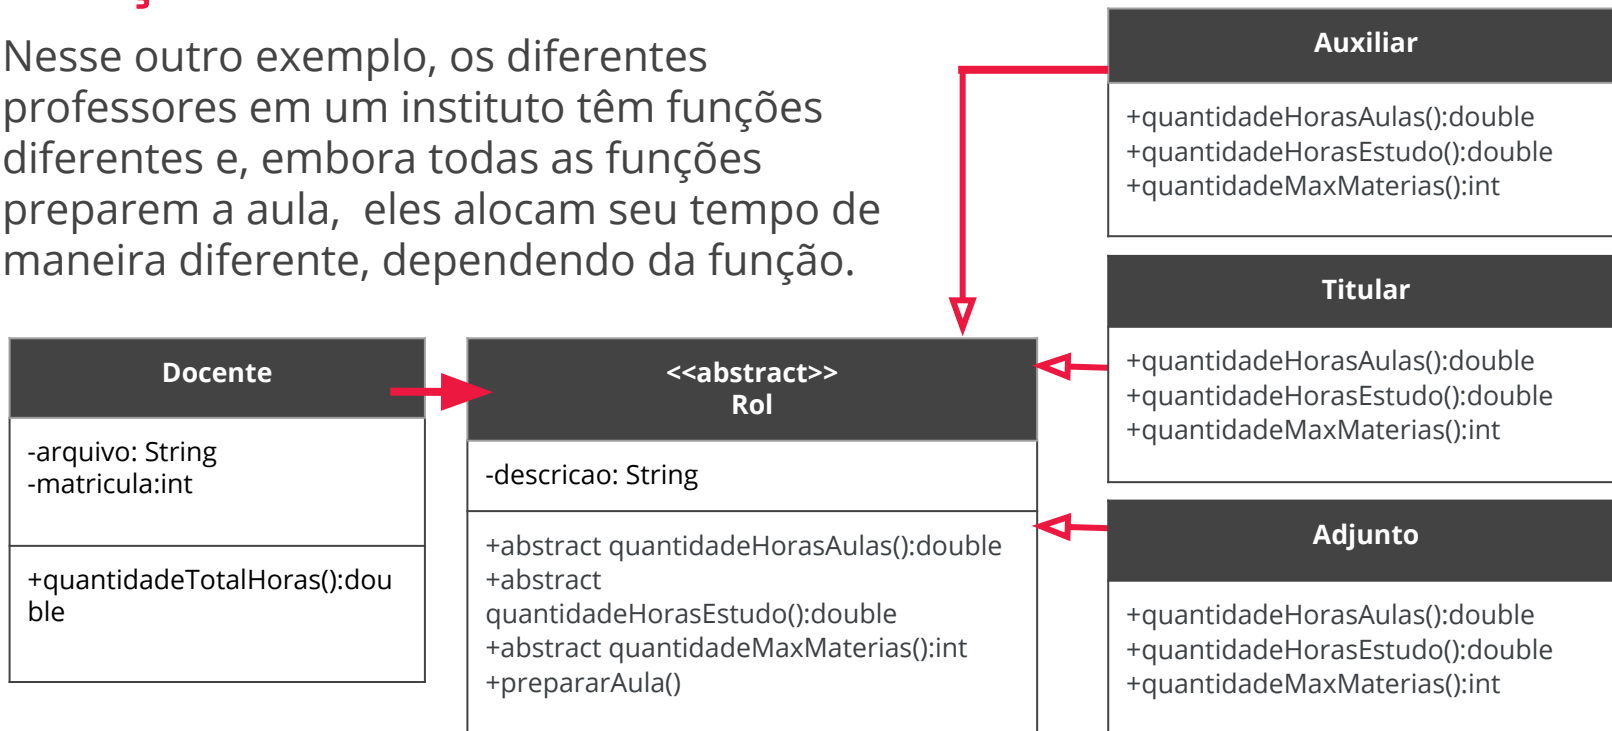 Nesse outro exemplo, os diferentes
professores em um instituto têm funções
diferentes e, embora todas as funções
preparem a aula,  eles alocam seu tempo de
maneira diferente, dependendo da função.
Docente
-arquivo: String
-matricula:int
+quantidadeTotalHoras():dou
ble
<<abstract>>
Rol
-descricao: String
+abstract quantidadeHorasAulas():double
+abstract
quantidadeHorasEstudo():double
+abstract quantidadeMaxMaterias():int
+prepararAula()
Auxiliar
+quantidadeHorasAulas():double
+quantidadeHorasEstudo():double
+quantidadeMaxMaterias():int
Titular
+quantidadeHorasAulas():double
+quantidadeHorasEstudo():double
+quantidadeMaxMaterias():int
Adjunto
+quantidadeHorasAulas():double
+quantidadeHorasEstudo():double
+quantidadeMaxMaterias():int